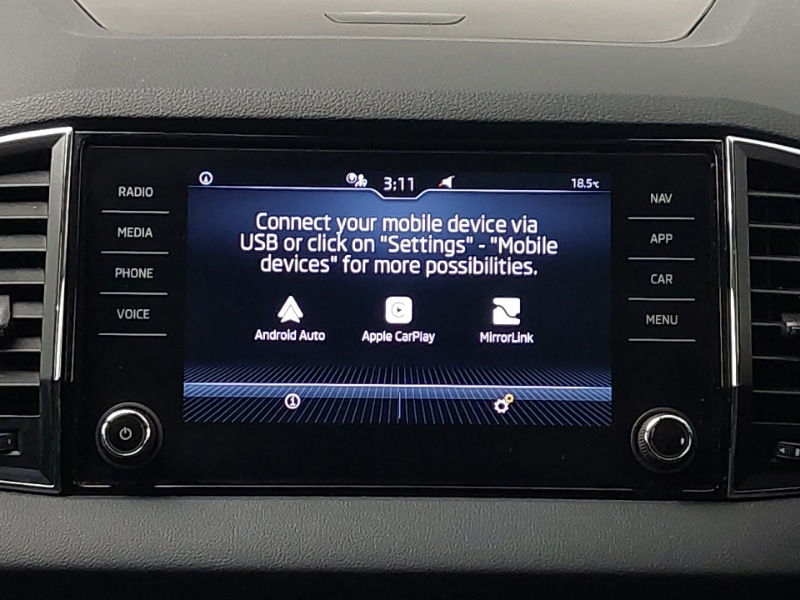 3:11
18.5°C
RADIO
MEDIA
PHONE
VOICE
Connect your mobile device via
USB or click on "Settings" - "Mobile
devices" for more possibilities.
Android Auto
Apple CarPlay
MirrorLink
NAV
APP
CAR
MENU